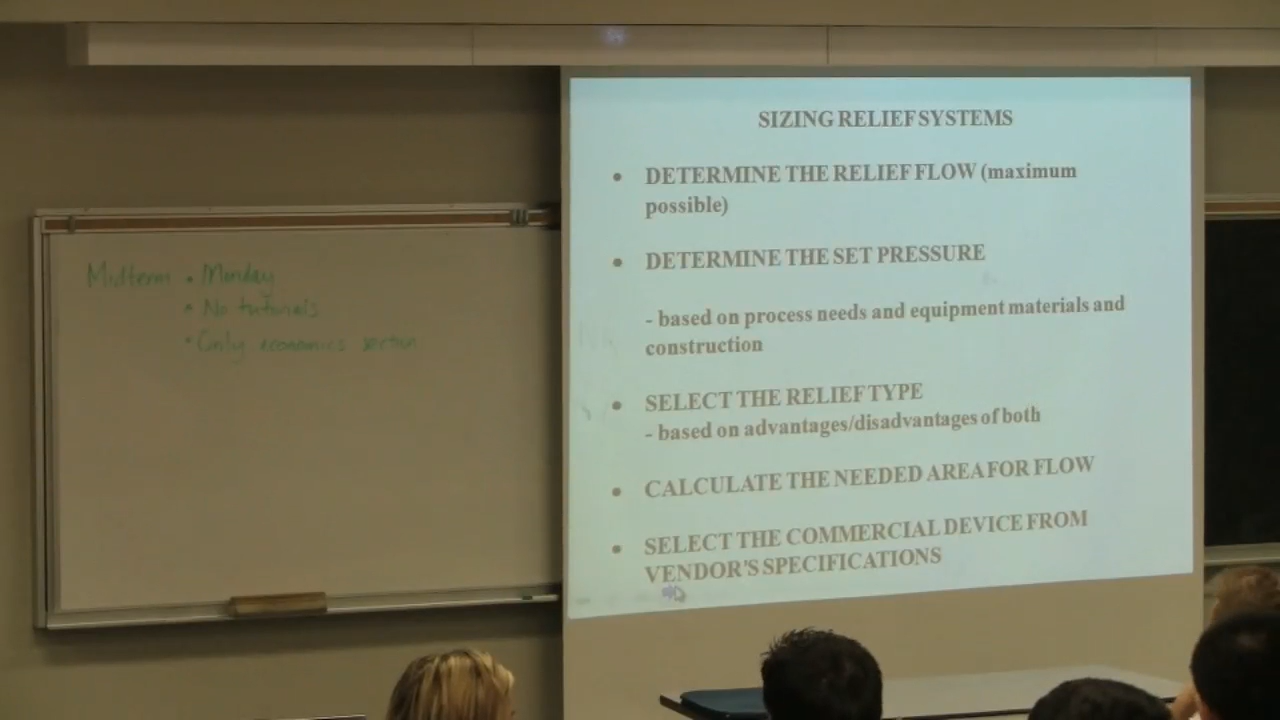 Midterm • Monday
• No tutorials
• Only economics section
SIZING RELIEF SYSTEMS
• DETERMINE THE RELIEF FLOW (maximum
possible)
• DETERMINE THE SET PRESSURE
- based on process needs and equipment materials and
construction
• SELECT THE RELIEF TYPE
- based on advantages/disadvantages of both
• CALCULATE THE NEEDED AREA FOR FLOW
• SELECT THE COMMERCIAL DEVICE FROM
VENDOR'S SPECIFICATIONS